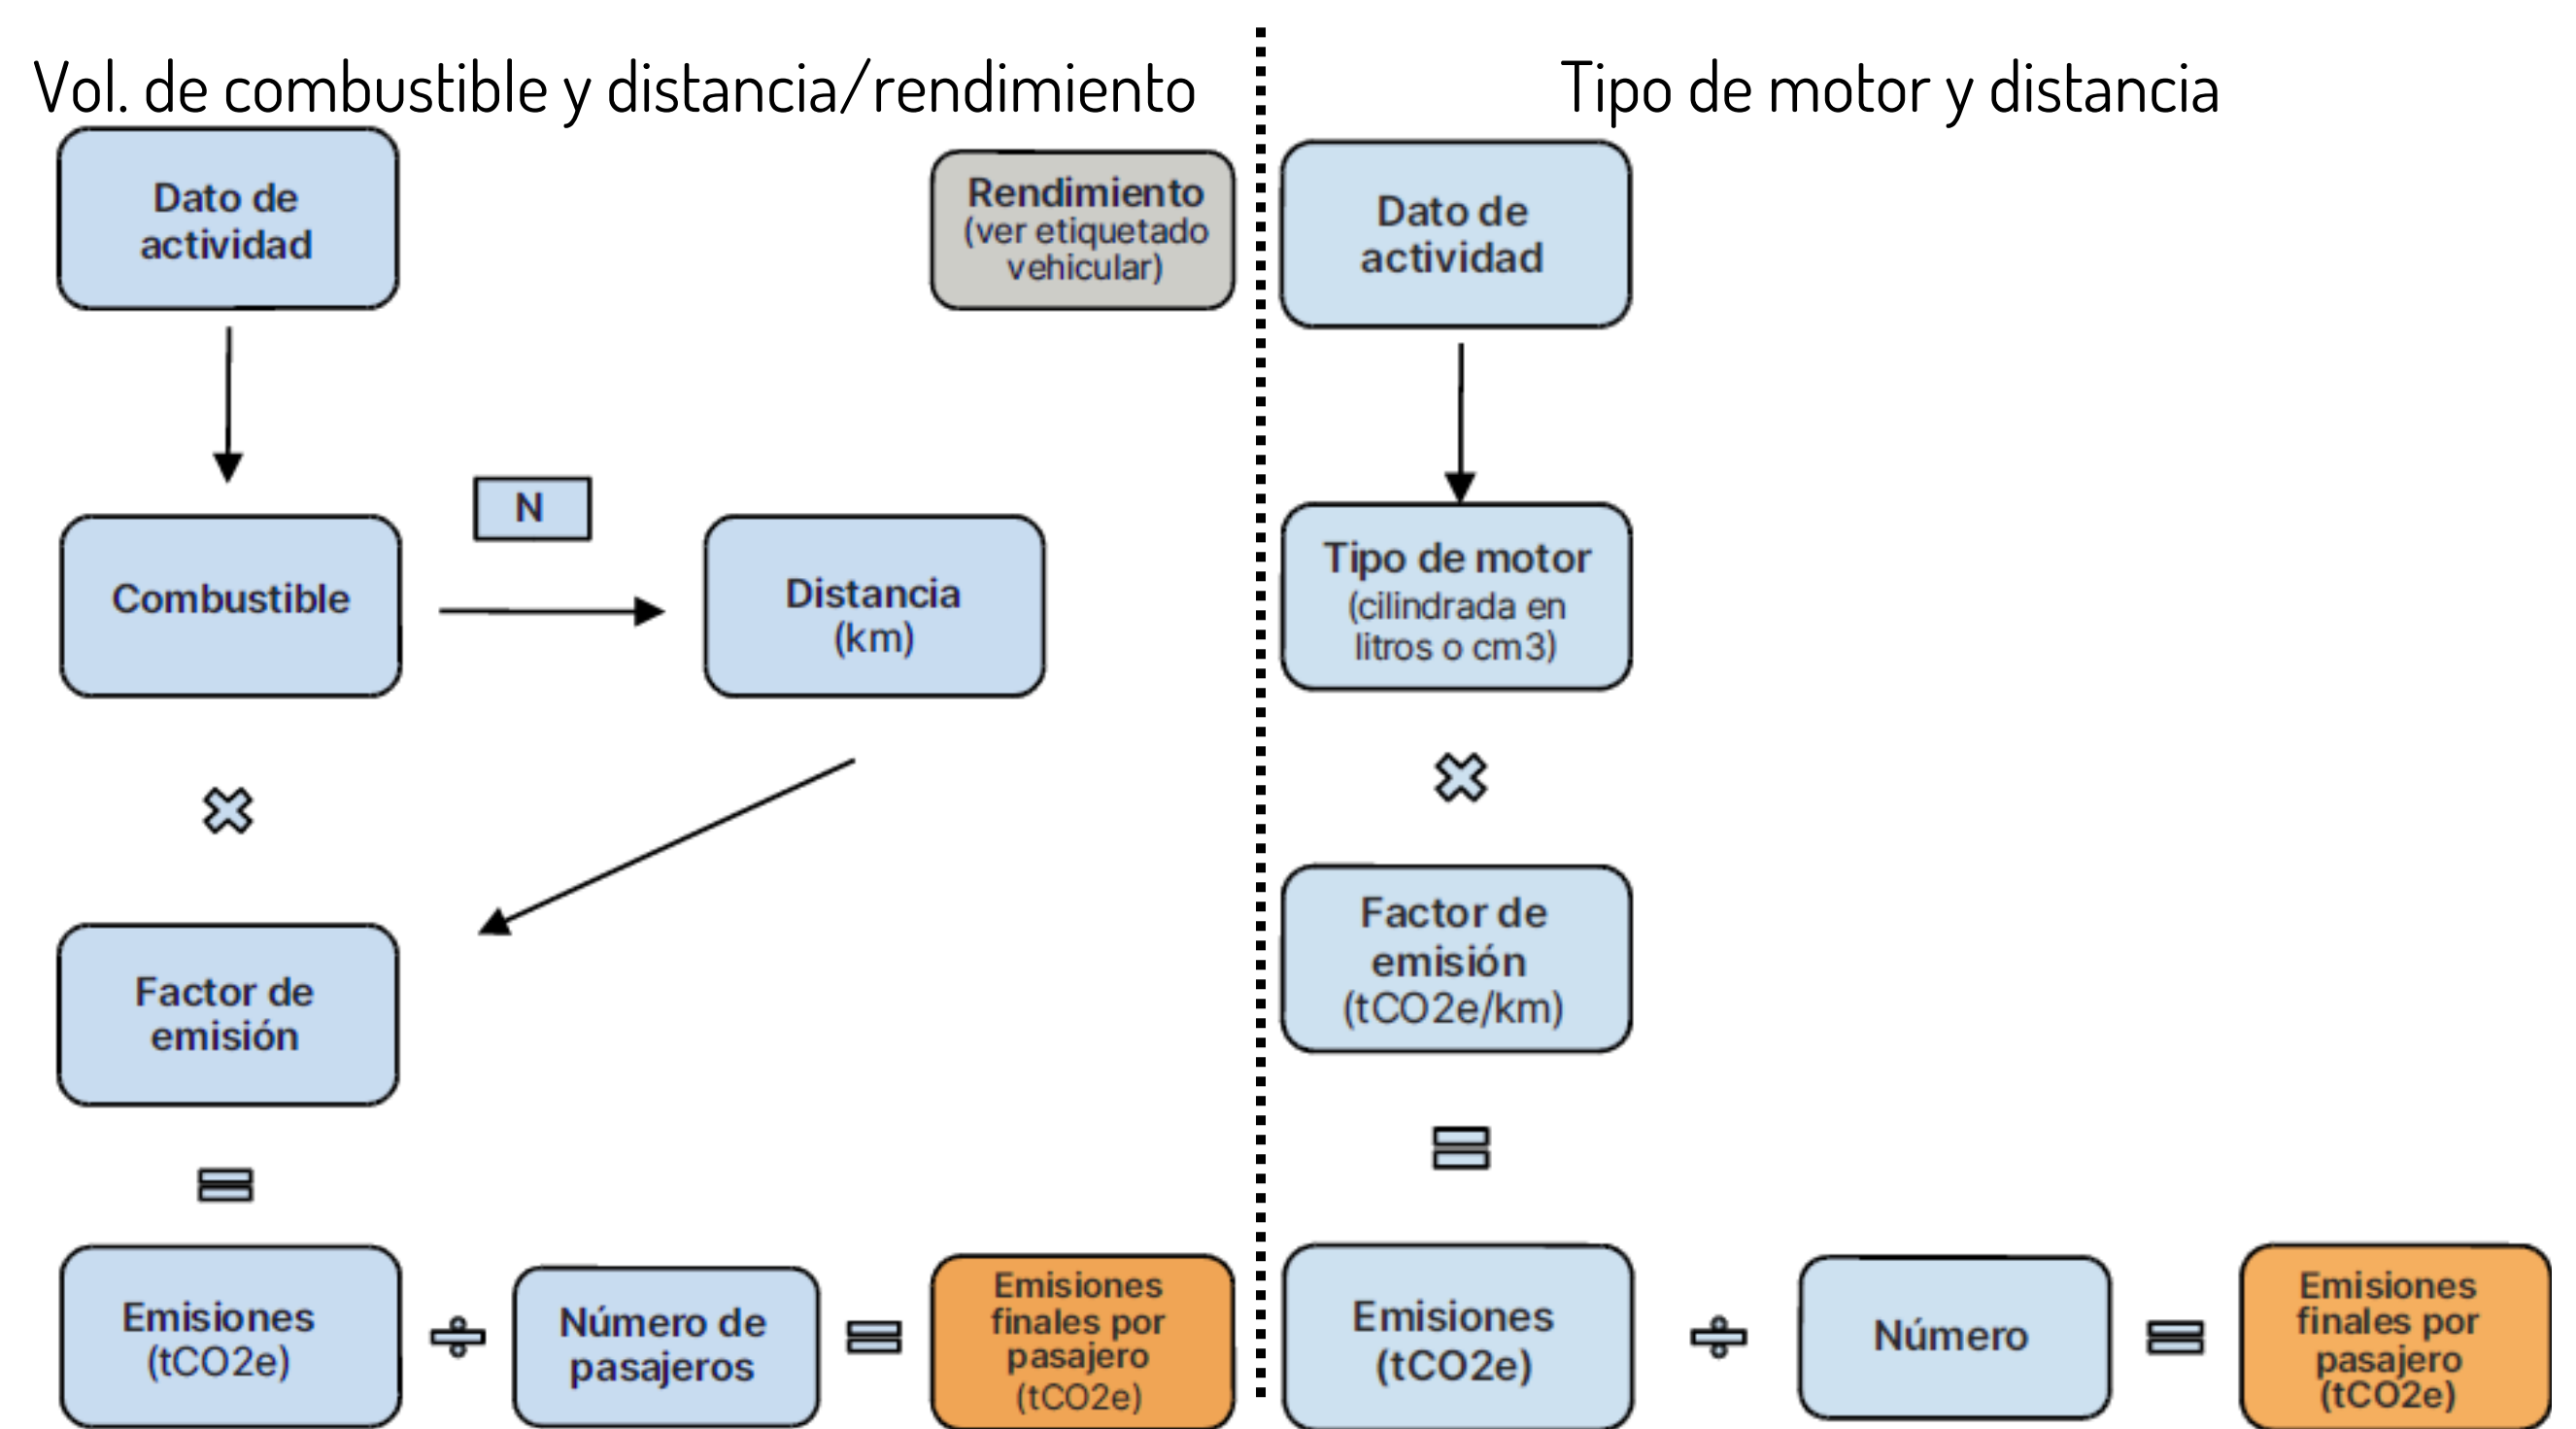 Vol. de combustible y distancia/rendimiento
Dato de
actividad
Rendimiento
(ver etiquetado
vehicular)
Combustible
N
Distancia
(km)
Factor de
emisión
Emisiones
(tCO2e)
Número de
pasajeros
Emisiones
finales por
pasajero
(tCO2e)
Tipo de motor y distancia
Dato de
actividad
Tipo de motor
(cilindrada en
litros o cm3)
Factor de
emisión
(tCO2e/km)
Emisiones
(tCO2e)
Número
Emisiones
finales por
pasajero
(tCO2e)